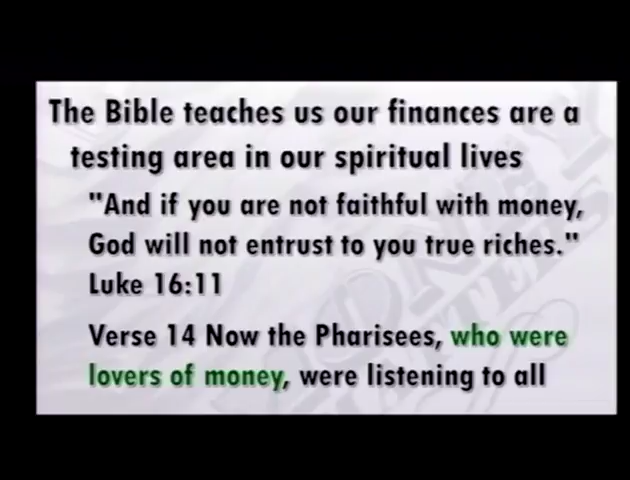 The Bible teaches us our finances are a
testing area in our spiritual lives
"And if you are not faithful with money,
God will not entrust to you true riches."
Luke 16:11
Verse 14 Now the Pharisees, who were
lovers of money, were listening to all